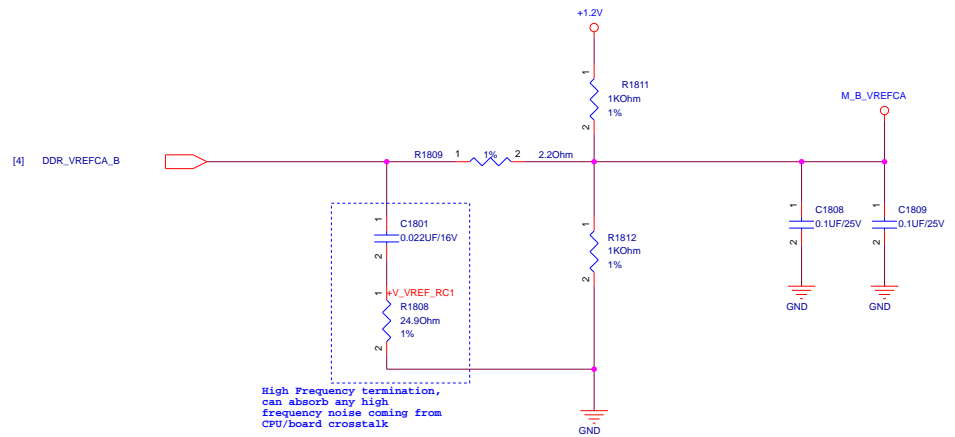 +1.2V
1
R1811
1KOhm
1%
2
M_B_VREFCA
[4] DDR_VREFCA_B
R1809 1 1% 2 2.2Ohm
1
C1801
0.022UF/16V
2
1
+V_VREF_RC1
R1808
24.9Ohm
1%
2
1
R1812
1KOhm
1%
2
1
C1808
0.1UF/25V
2
1
C1809
0.1UF/25V
2
GND
GND
High Frequency termination,
can absorb any high
frequency noise coming from
CPU/board crosstalk
GND